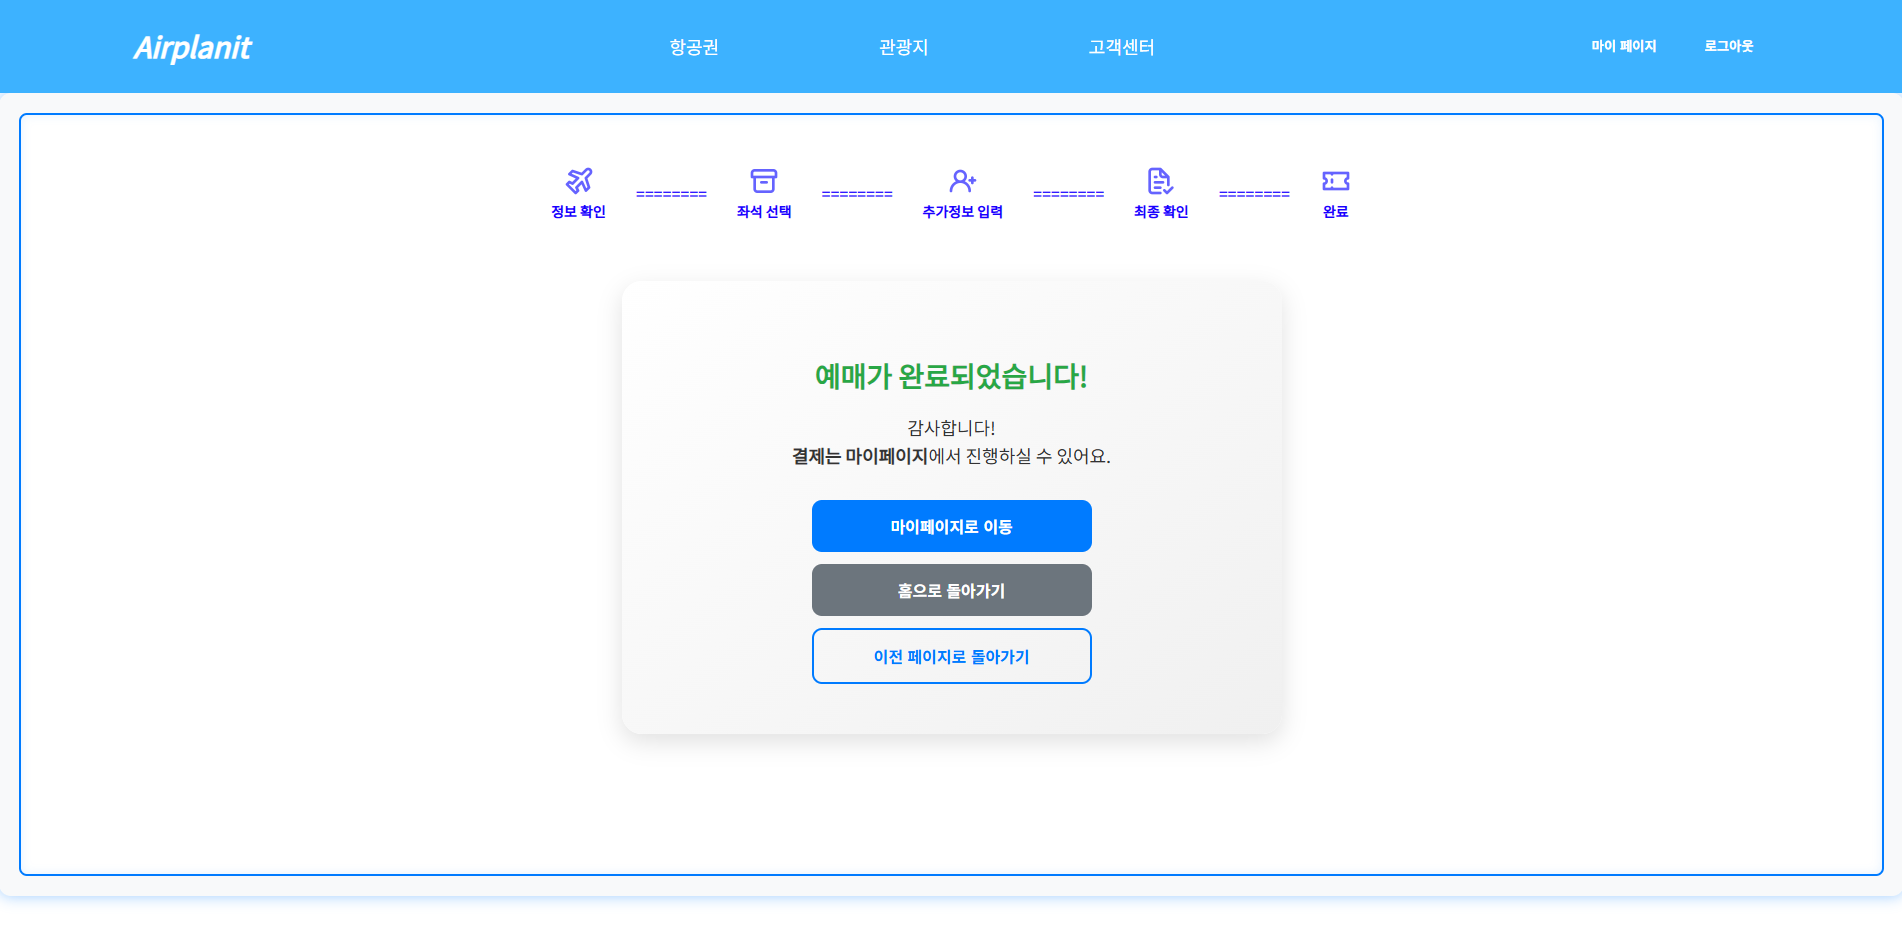 Airplanit
항공권
관광지
고객센터
마이 페이지
로그아웃
정보 확인
========
좌석 선택
========
추가정보 입력
========
최종 확인
========
완료
예매가 완료되었습니다!
감사합니다!
결제는 마이페이지에서 진행하실 수 있어요.
마이페이지로 이동
홈으로 돌아가기
이전 페이지로 돌아가기